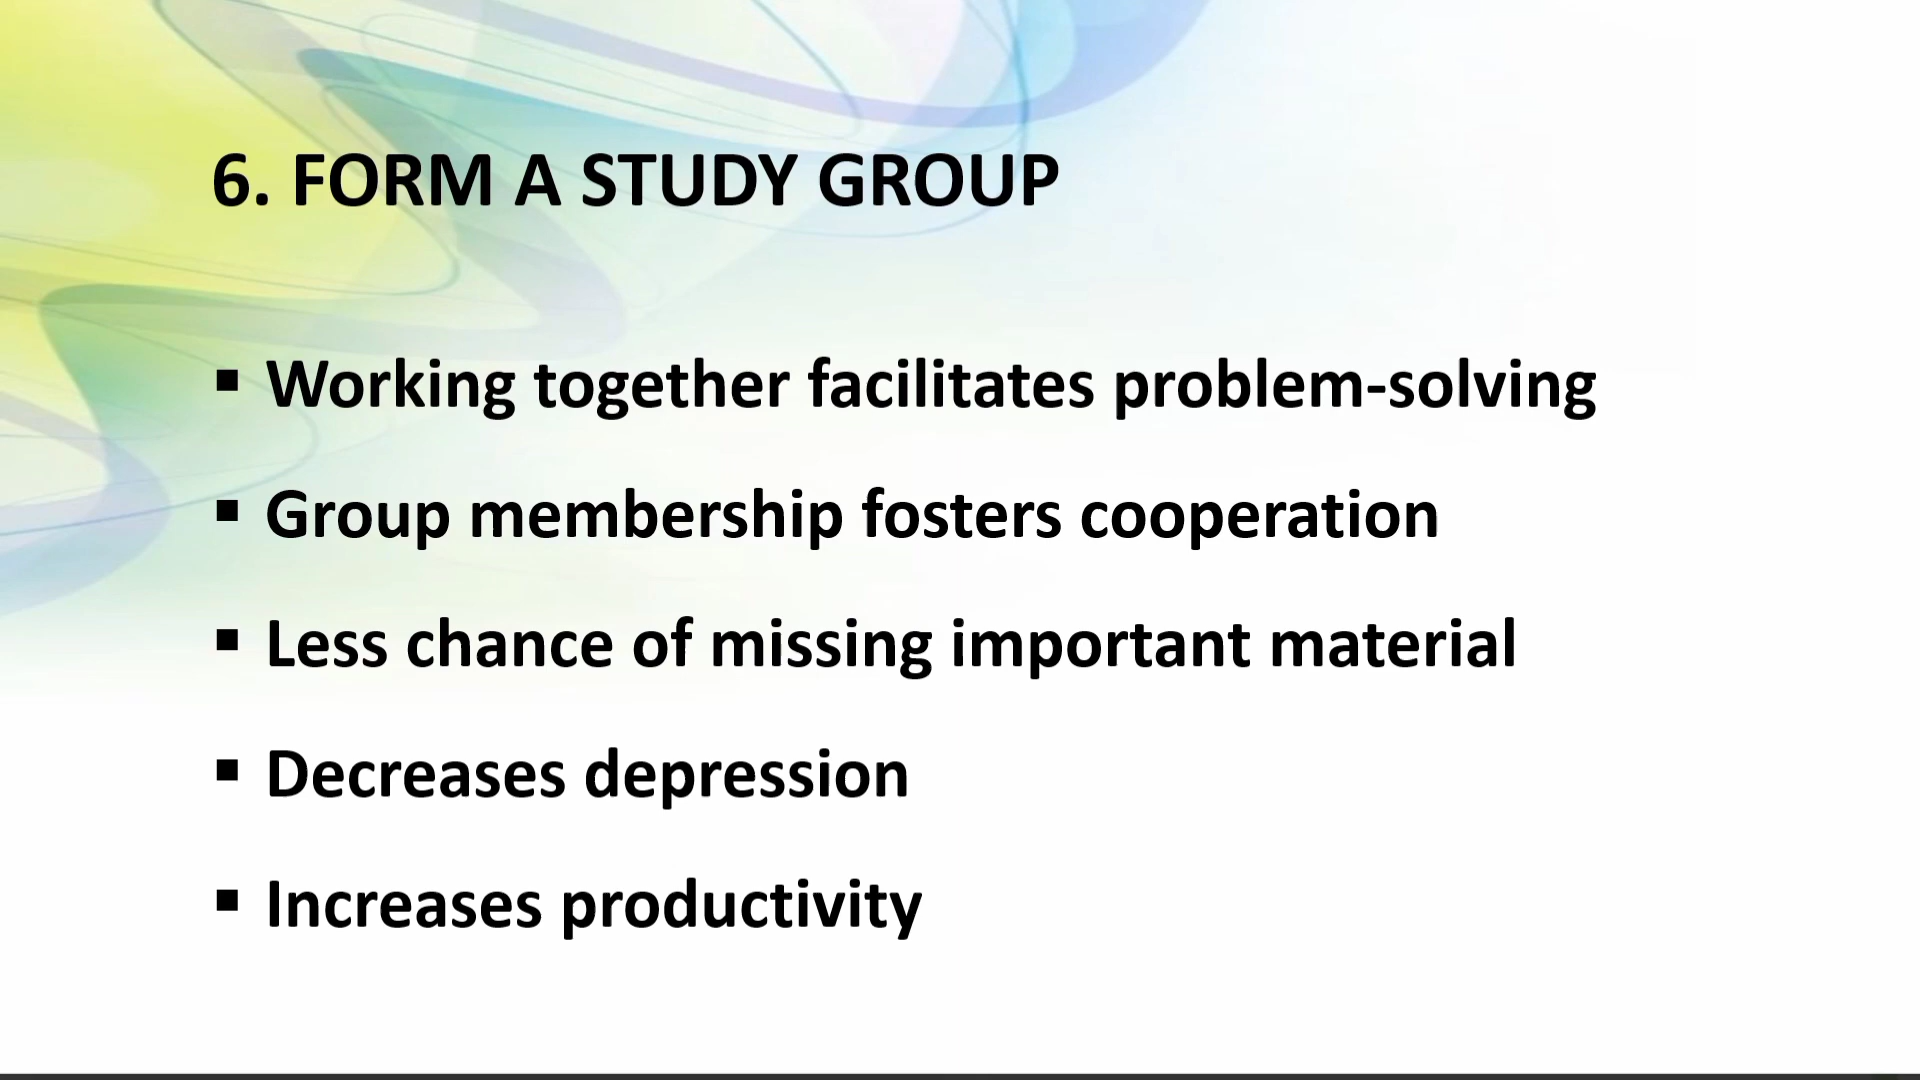 6. FORM A STUDY GROUP
▪ Working together facilitates problem-solving
▪ Group membership fosters cooperation
▪ Less chance of missing important material
▪ Decreases depression
▪ Increases productivity